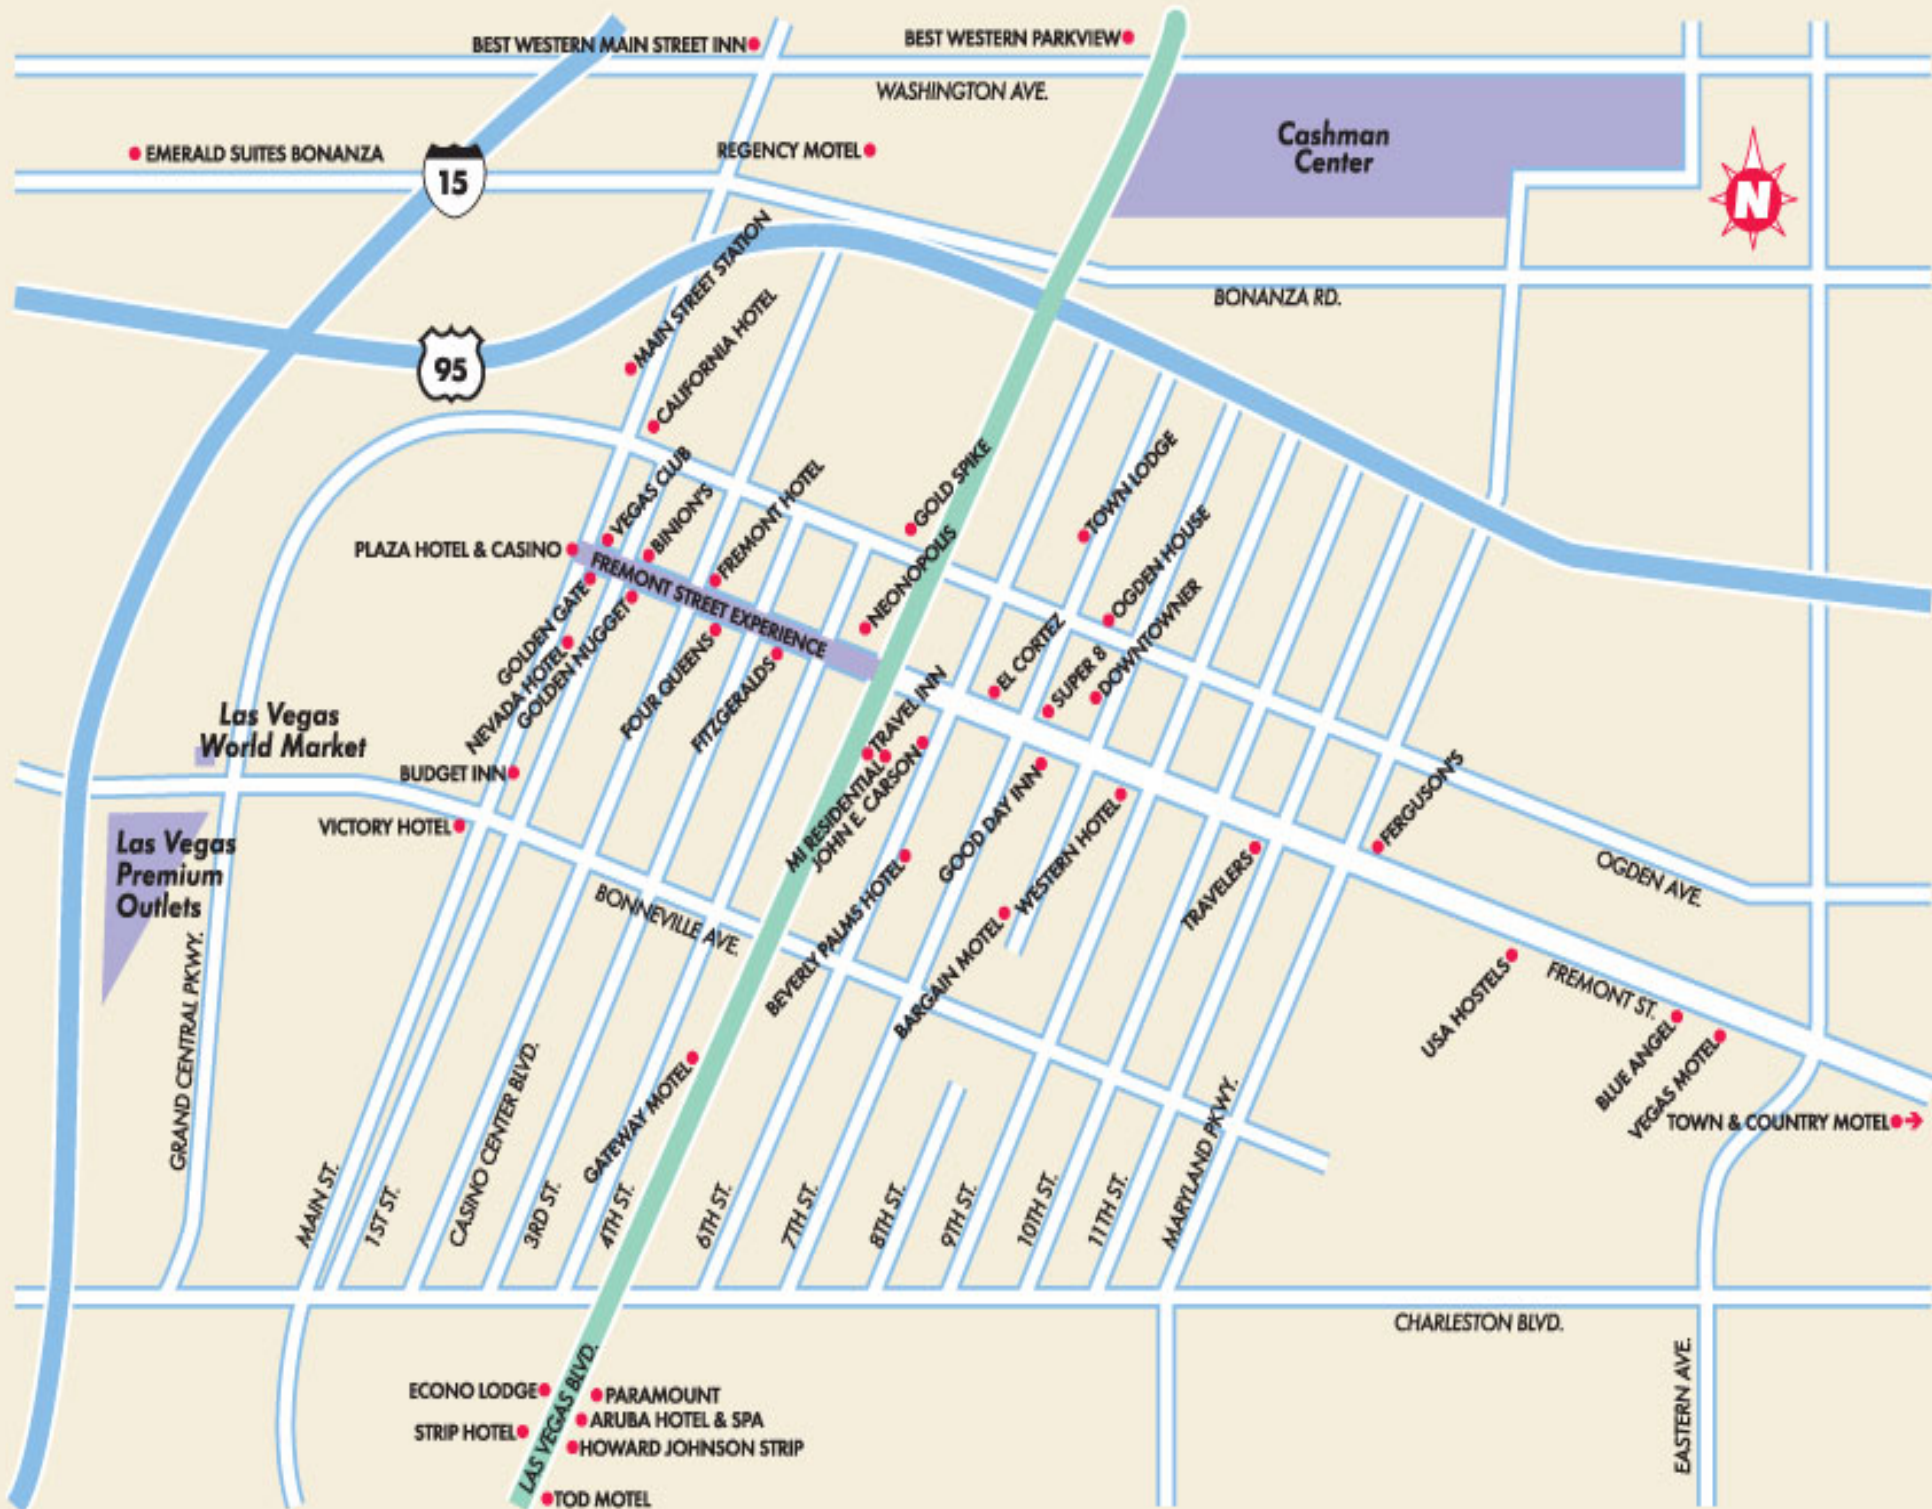 BEST WESTERN MAIN STREET INN
BEST WESTERN PARKVIEW
WASHINGTON AVE.
Cashman
Center
EMERALD SUITES BONANZA
REGENCY MOTEL
15
N
MAIN STREET STATION
BONANZA RD.
CALIFORNIA HOTEL
95
VEGAS CLUB
BINION'S
FREMONT HOTEL
GOLD SPIKE
TOWN LODGE
PLAZA HOTEL & CASINO
FREMONT STREET EXPERIENCE
NEONOPOLIS
OGDEN HOUSE
GOLDEN GATE
NEVADA HOTEL
GOLDEN NUGGET
FOUR QUEENS
FITZGERALDS
EL CORTEZ
SUPER 8
DOWNTOWNER
Las Vegas
World Market
TRAVEL INN
MI RESIDENTIAL
JOHN E. CARSON
BUDGET INN
VICTORY HOTEL
GOOD DAY INN
WESTERN HOTEL
FERGUSON'S
Las Vegas
Premium
Outlets
BONNEVILLE AVE.
BEVERLY PALMS HOTEL
BARGAIN MOTEL
TRAVELERS
OGDEN AVE.
GRAND CENTRAL PKWY.
USA HOSTELS
FREMONT ST.
BLUE ANGEL
VEGAS MOTEL
TOWN & COUNTRY MOTEL
GATEWAY MOTEL
MAIN ST.
1ST ST.
CASINO CENTER BLVD.
3RD ST.
4TH ST.
6TH ST.
7TH ST.
8TH ST.
9TH ST.
10TH ST.
11TH ST.
MARYLAND PKWY.
CHARLESTON BLVD.
EASTERN AVE.
LAS VEGAS BLVD.
ECONO LODGE
PARAMOUNT
STRIP HOTEL
ARUBA HOTEL & SPA
HOWARD JOHNSON STRIP
TOD MOTEL